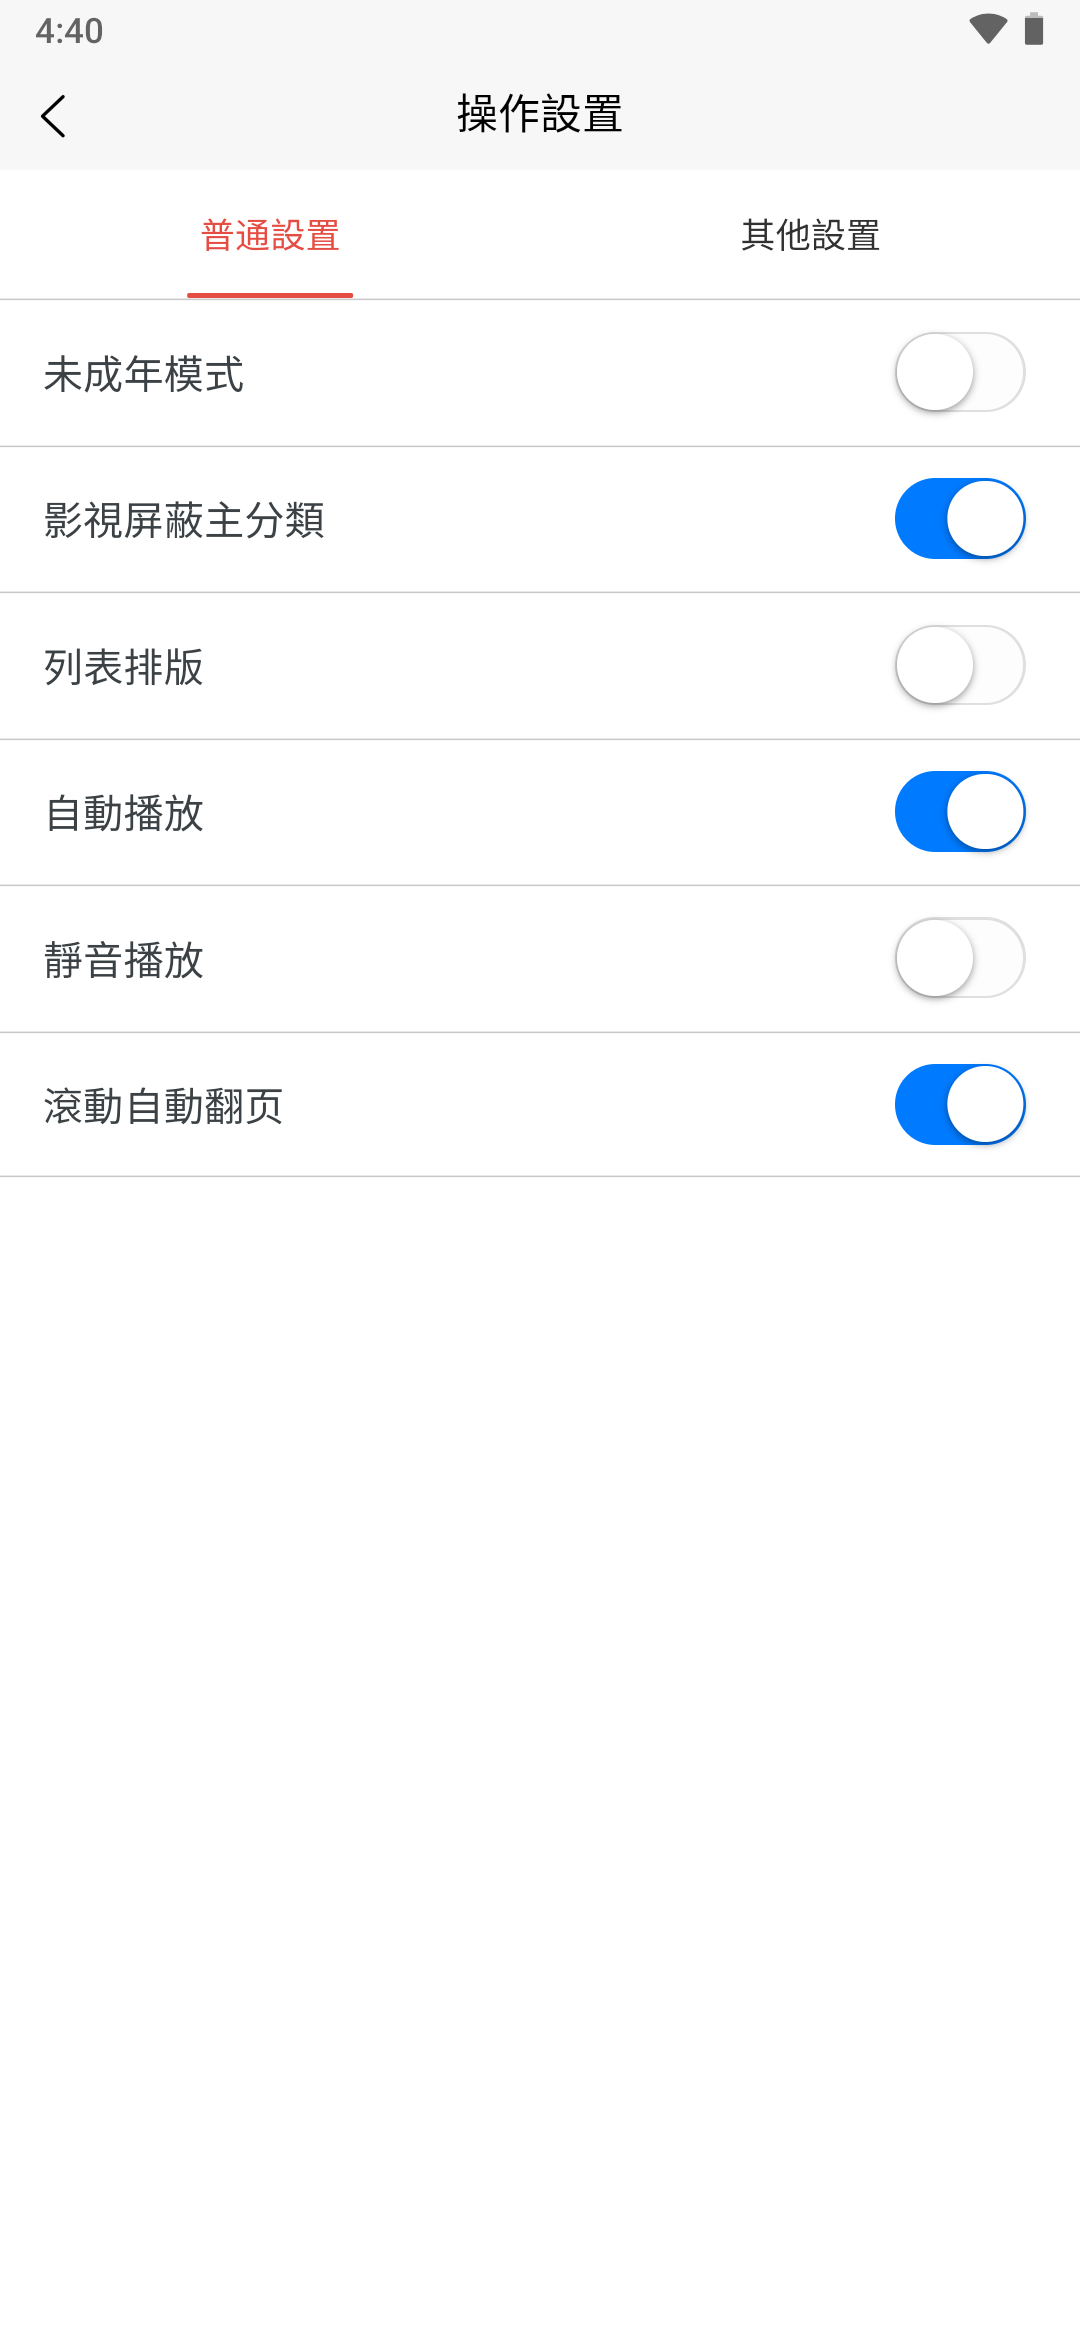 4:40
操作設置
普通設置
其他設置
未成年模式
影視屏蔽主分類
列表排版
自動播放
靜音播放
滾動自動翻页